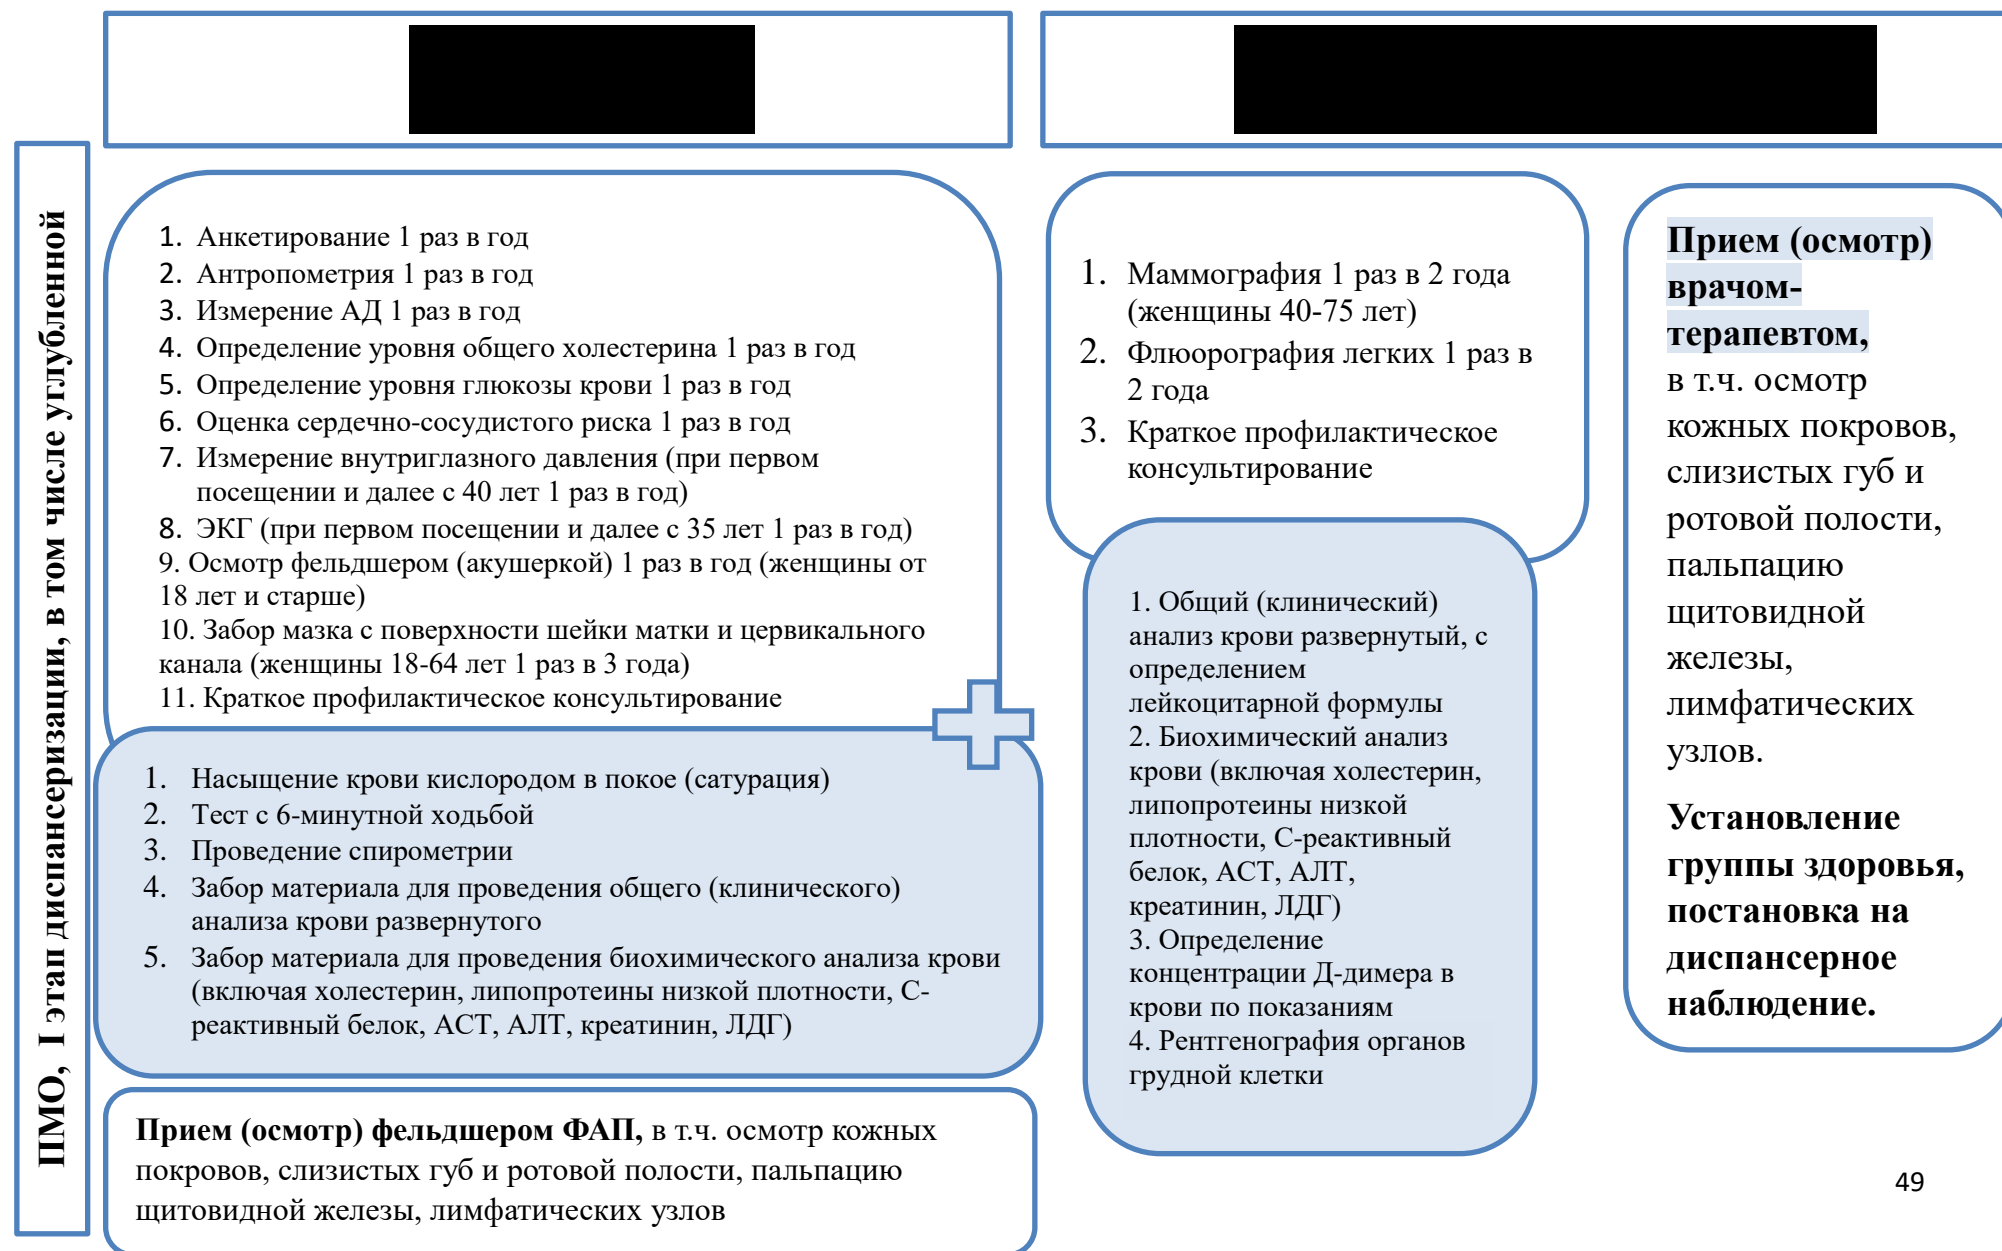 ПМО, I этап диспансеризации, в том числе углубленной
1. Анкетирование 1 раз в год
2. Антропометрия 1 раз в год
3. Измерение АД 1 раз в год
4. Определение уровня общего холестерина 1 раз в год
5. Определение уровня глюкозы крови 1 раз в год
6. Оценка сердечно-сосудистого риска 1 раз в год
7. Измерение внутриглазного давления (при первом
посещении и далее с 40 лет 1 раз в год)
8. ЭКГ (при первом посещении и далее с 35 лет 1 раз в год)
9. Осмотр фельдшером (акушеркой) 1 раз в год (женщины от
18 лет и старше)
10. Забор мазка с поверхности шейки матки и цервикального
канала (женщины 18-64 лет 1 раз в 3 года)
11. Краткое профилактическое консультирование
1. Насыщение крови кислородом в покое (сатурация)
2. Тест с 6-минутной ходьбой
3. Проведение спирометрии
4. Забор материала для проведения общего (клинического)
анализа крови развернутого
5. Забор материала для проведения биохимического анализа крови
(включая холестерин, липопротеины низкой плотности, С-
реактивный белок, АСТ, АЛТ, креатинин, ЛДГ)
Прием (осмотр) фельдшером ФАП, в т.ч. осмотр кожных
покровов, слизистых губ и ротовой полости, пальпацию
щитовидной железы, лимфатических узлов
1. Маммография 1 раз в 2 года
(женщины 40-75 лет)
2. Флюорография легких 1 раз в
2 года
3. Краткое профилактическое
консультирование
1. Общий (клинический)
анализ крови развернутый, с
определением
лейкоцитарной формулы
2. Биохимический анализ
крови (включая холестерин,
липопротеины низкой
плотности, С-реактивный
белок, АСТ, АЛТ,
креатинин, ЛДГ)
3. Определение
концентрации Д-димера в
крови по показаниям
4. Рентгенография органов
грудной клетки
Прием (осмотр)
врачом-
терапевтом,
в т.ч. осмотр
кожных покровов,
слизистых губ и
ротовой полости,
пальпацию
щитовидной
железы,
лимфатических
узлов.
Установление
группы здоровья,
постановка на
диспансерное
наблюдение.
49